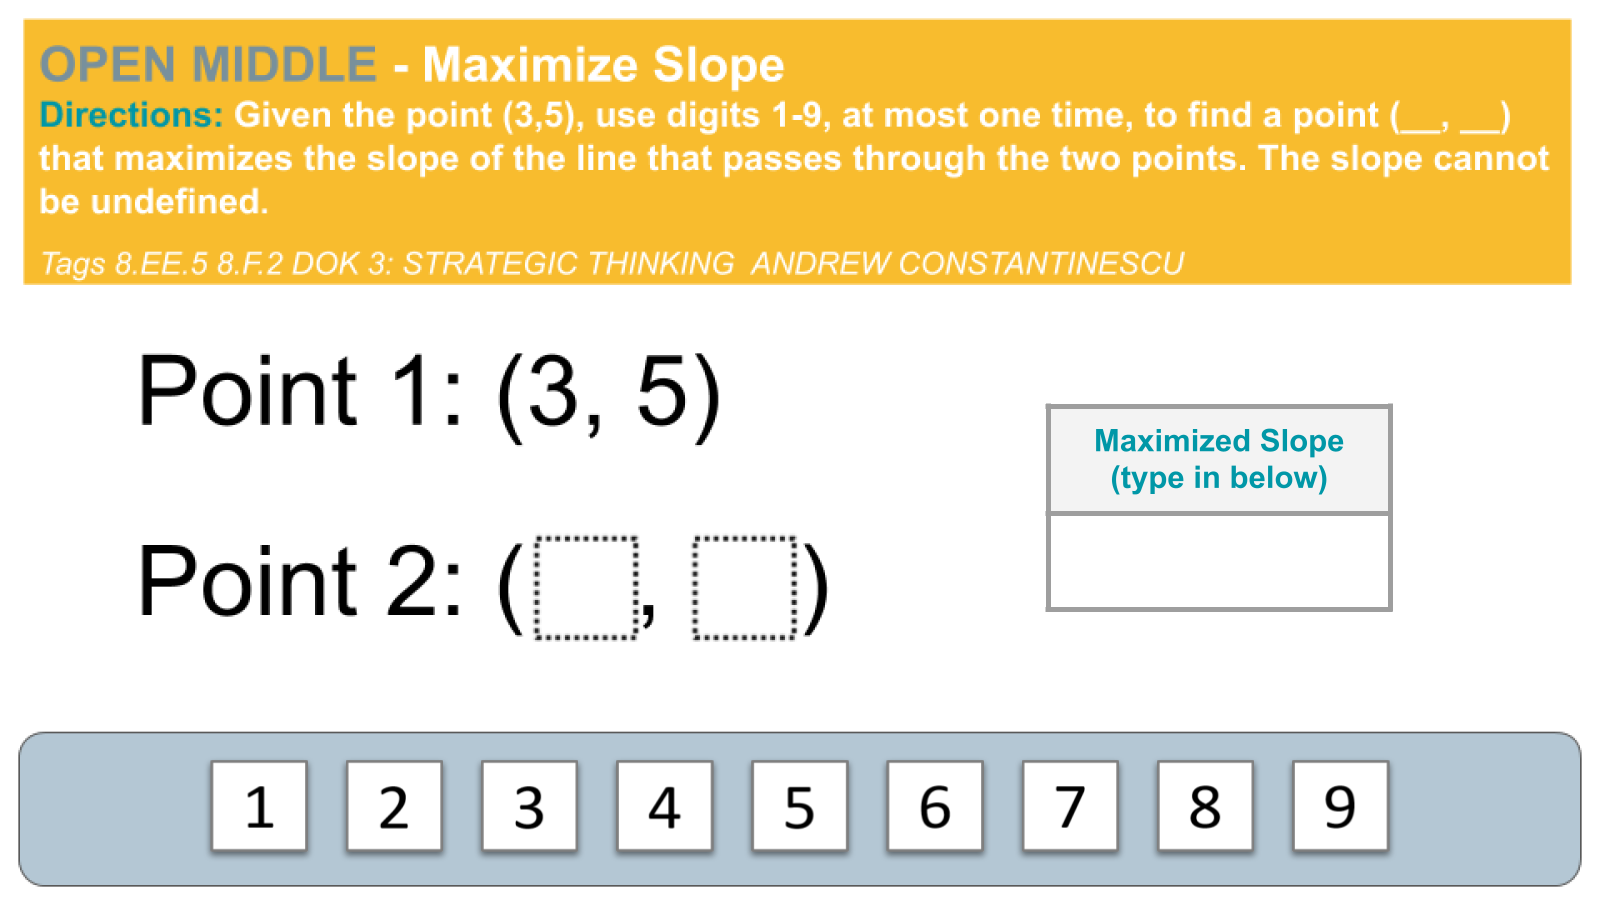 OPEN MIDDLE - Maximize Slope
Directions: Given the point (3,5), use digits 1-9, at most one time, to find a point (__, __)
that maximizes the slope of the line that passes through the two points. The slope cannot
be undefined.
Tags 8.EE.5 8.F.2 DOK 3: STRATEGIC THINKING ANDREW CONSTANTINESCU
Point 1: (3, 5)
Maximized Slope
(type in below)
Point 2: ( , )
1 2 3 4 5 6 7 8 9